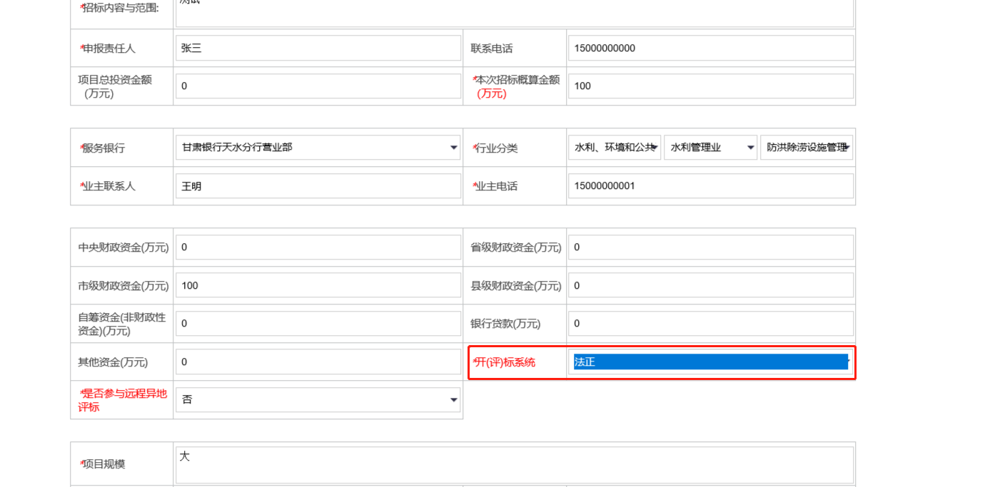 *招标内容与范围:
测试
*申报责任人
张三
联系电话
15000000000
项目总投资金额
(万元)
0
*本次招标概算金额
(万元)
100
*服务银行
甘肃银行天水分行营业部
*行业分类
水利、环境和公共
水利管理业
防洪除涝设施管理
*业主联系人
王明
*业主电话
15000000001
中央财政资金(万元)
0
省级财政资金(万元)
0
市级财政资金(万元)
100
县级财政资金(万元)
0
自筹资金(非财政性
资金)(万元)
0
银行贷款(万元)
0
其他资金(万元)
0
*开(评)标系统
法正
*是否参与远程异地
评标
否
*项目规模
大